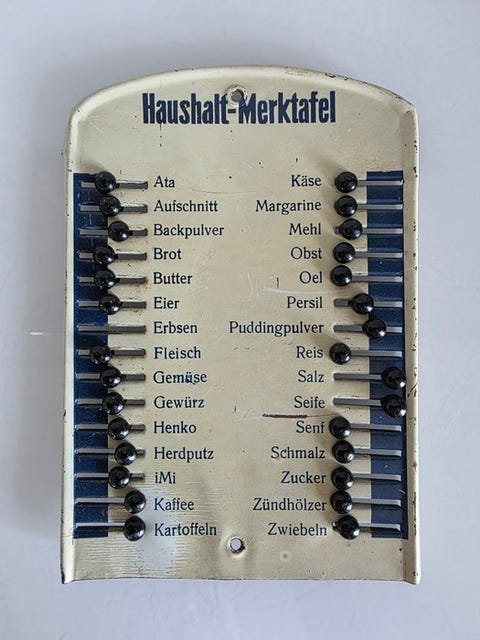 Haushalt-Merktafel
Ata
Aufschnitt
Backpulver
Brot
Butter
Eier
Erbsen
Fleisch
Gemüse
Gewürz
Henko
Herdputz
iMi
Kaffee
Kartoffeln
Käse
Margarine
Mehl
Obst
Oel
Persil
Puddingpulver
Reis
Salz
Seife
Senf
Schmalz
Zucker
Zündhölzer
Zwiebeln